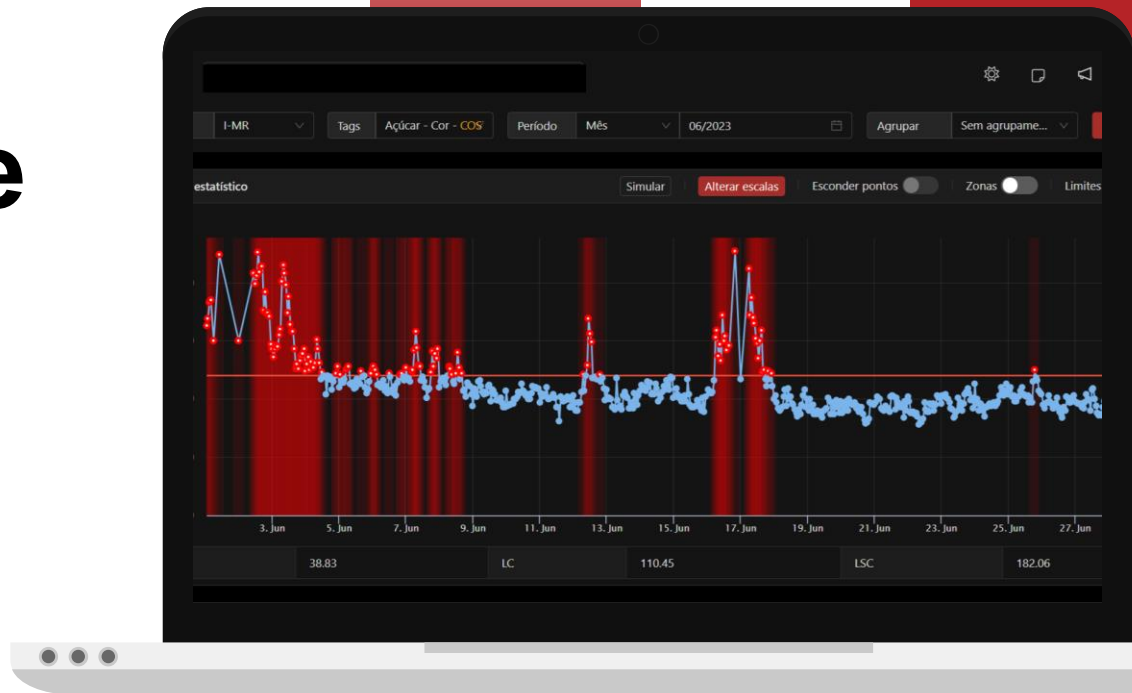 e
I-MR Tags Açúcar - Cor - COS Período Mês 06/2023 Agrupar Sem agrupame...
estatístico Simular Alterar escalas Esconder pontos Zonas Limites
3. Jun 5. Jun 7. Jun 9. Jun 11. Jun 13. Jun 15. Jun 17. Jun 19. Jun 21. Jun 23. Jun 25. Jun 27. Jun
38.83 LC 110.45 LSC 182.06